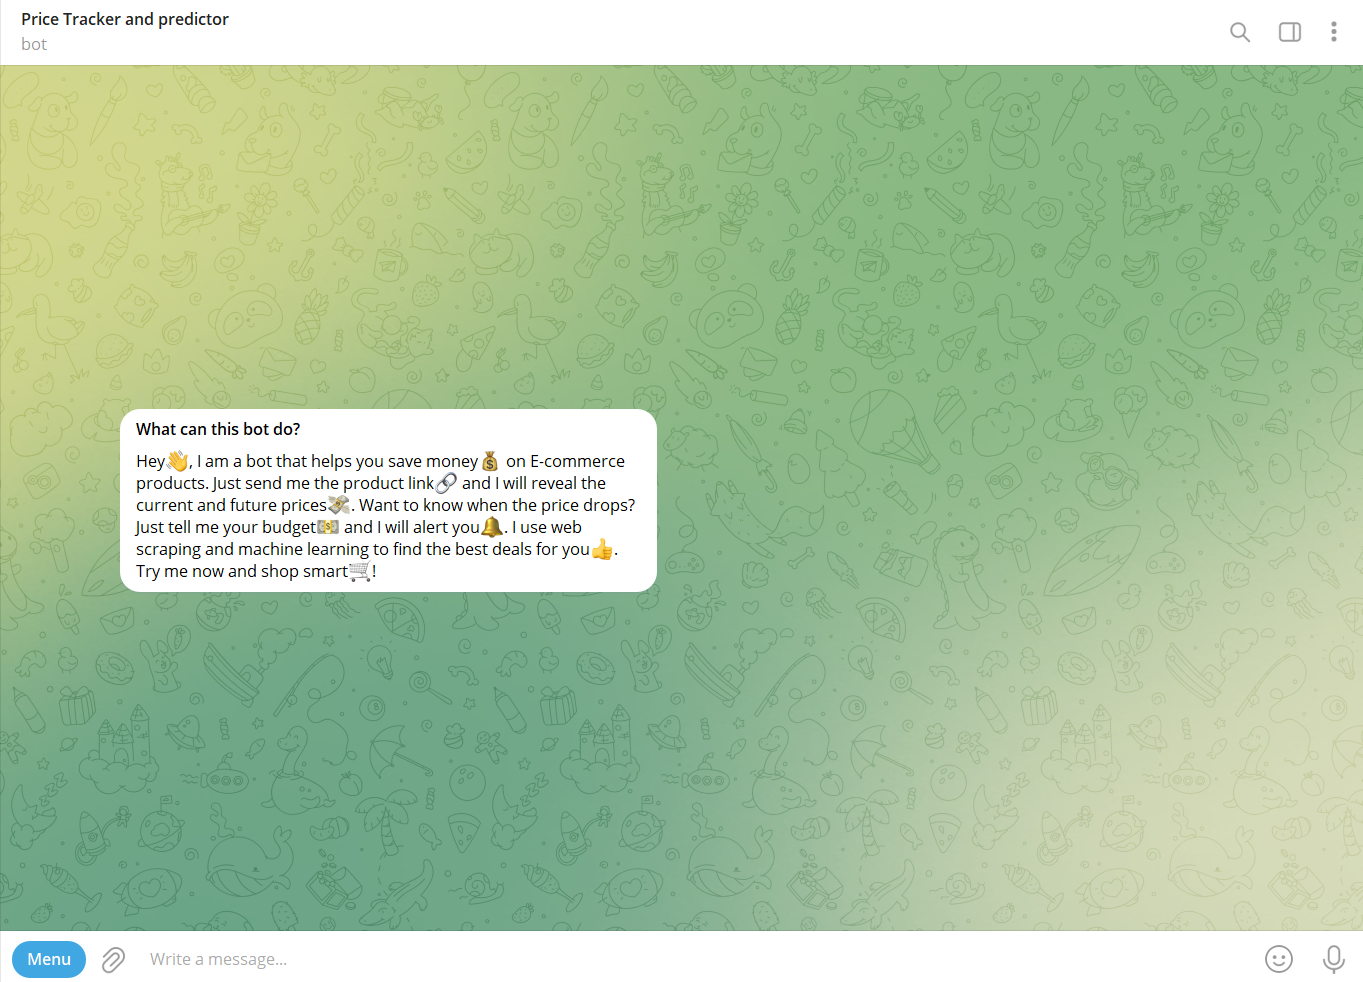 Price Tracker and predictor
bot
What can this bot do?
Hey👋, I am a bot that helps you save money💰 on E-commerce
products. Just send me the product link🔗 and I will reveal the
current and future prices💸. Want to know when the price drops?
Just tell me your budget💵 and I will alert you🔔. I use web
scraping and machine learning to find the best deals for you👍.
Try me now and shop smart🛒!
Menu
Write a message...